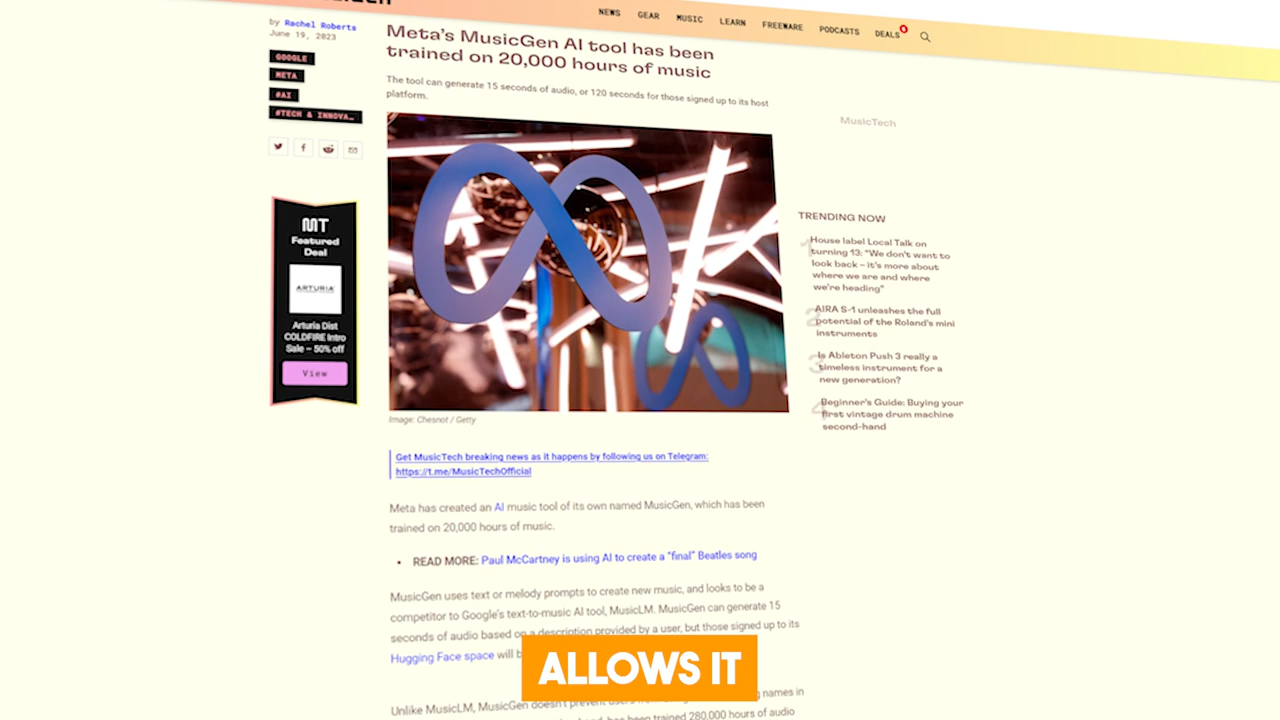 NEWS GEAR MUSIC LEARN FREEWARE PODCASTS DEALS
by Rachel Roberts
June 19, 2023
GOOGLE
META
#AI
#TECH & INNOVA…
MT
Featured
Deal
ARTURIA
Arturia Dist
COLDFIRE Intro
Sale – 50% off
View
Meta's MusicGen AI tool has been
trained on 20,000 hours of music
The tool can generate 15 seconds of audio, or 120 seconds for those signed up to its host
platform.
Image: Chesnot / Getty
Get MusicTech breaking news as it happens by following us on Telegram:
https://t.me/MusicTechOfficial
Meta has created an AI music tool of its own named MusicGen, which has been
trained on 20,000 hours of music.
• READ MORE: Paul McCartney is using AI to create a “final” Beatles song
MusicGen uses text or melody prompts to create new music, and looks to be a
competitor to Google's text-to-music AI tool, MusicLM. MusicGen can generate 15
seconds of audio based on a description provided by a user, but those signed up to its
Hugging Face space will
Unlike MusicLM, MusicGen doesn't names in
been trained 280,000 hours of audio
MusicTech
TRENDING NOW
1 House label Local Talk on
turning 13: “We don't want to
look back – it's more about
where we are and where
we're heading”
2 AIRA S-1 unleashes the full
potential of the Roland's mini
instruments
3 Is Ableton Push 3 really a
timeless instrument for a
new generation?
4 Beginner's Guide: Buying your
first vintage drum machine
second-hand
ALLOWS IT